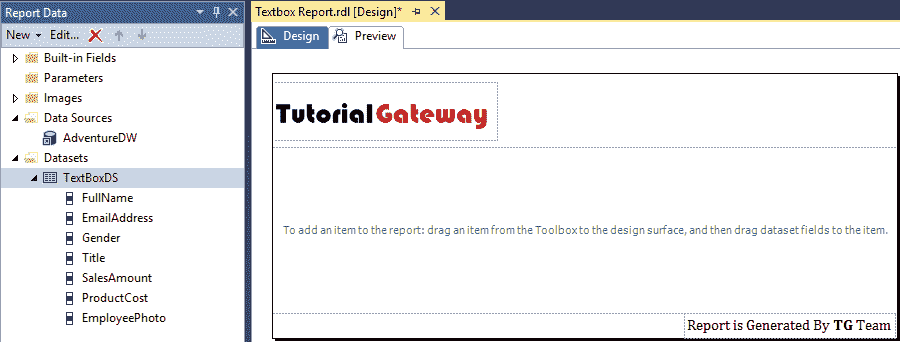 Report Data
New Edit...
Built-in Fields
Parameters
Images
Data Sources
AdventureDW
Datasets
TextBoxDS
FullName
EmailAddress
Gender
Title
SalesAmount
ProductCost
EmployeePhoto
Textbox Report.rdl [Design]*
Design Preview
Tutorial Gateway
To add an item to the report: drag an item from the Toolbox to the design surface, and then drag dataset fields to the item.
Report is Generated By TG Team